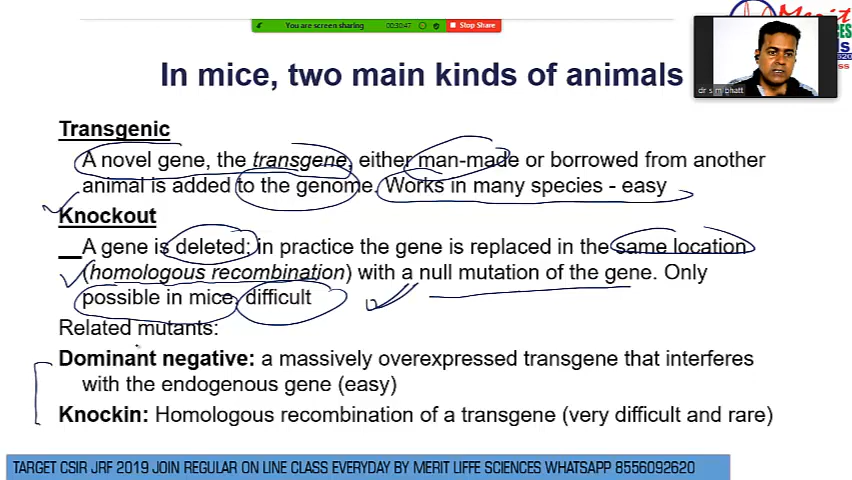 You are screen sharing 00:30:47 Stop Share
Merit
In mice, two main kinds of animals
dr s m bhatt
Transgenic
A novel gene, the transgene, either man-made or borrowed from another
animal is added to the genome. Works in many species - easy
Knockout
A gene is deleted; in practice the gene is replaced in the same location
(homologous recombination) with a null mutation of the gene. Only
possible in mice, difficult
Related mutants:
Dominant negative: a massively overexpressed transgene that interferes
with the endogenous gene (easy)
Knockin: Homologous recombination of a transgene (very difficult and rare)
TARGET CSIR JRF 2019 JOIN REGULAR ON LINE CLASS EVERYDAY BY MERIT LIFFE SCIENCES WHATSAPP 8556092620